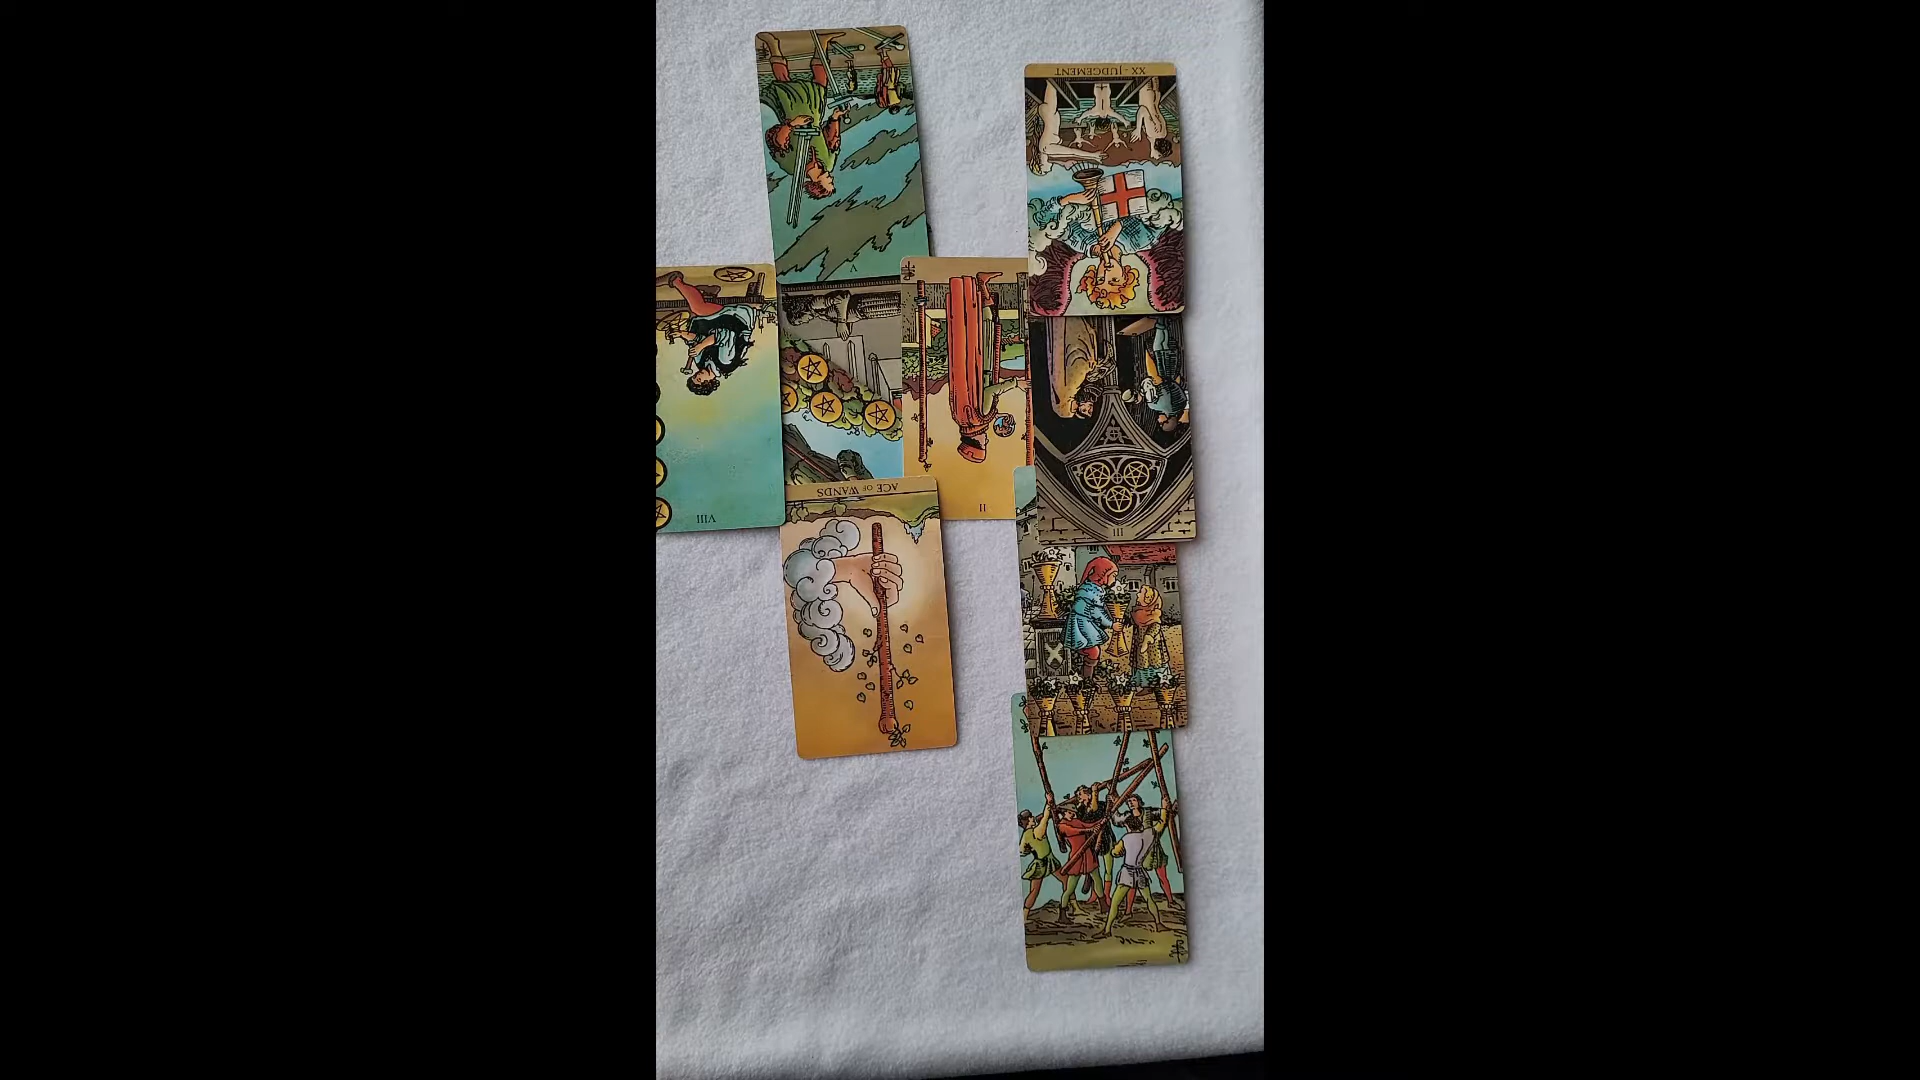 XX - JUDGEMENT
V
ACE OF WANDS
II
VIII
III